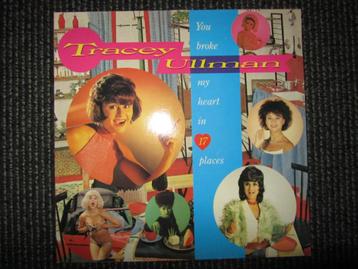 Tracey
Ullman
You
broke
my
heart
in
17
places